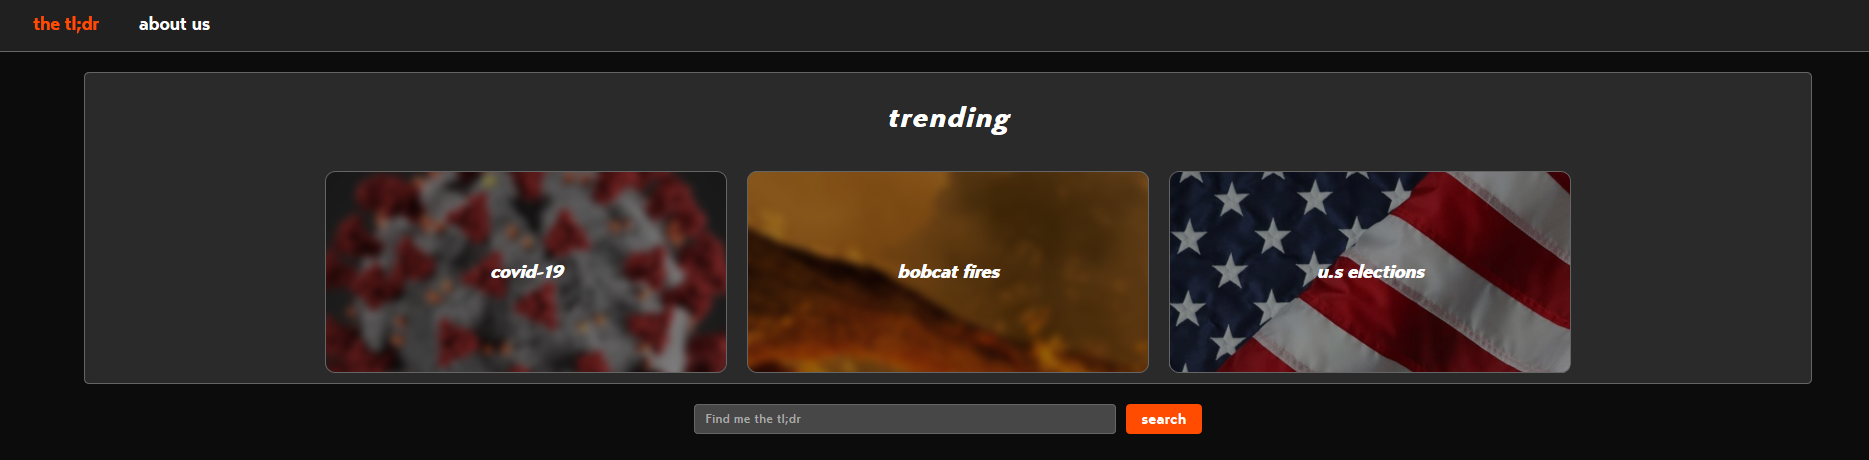 the tl;dr about us
trending
covid-19
bobcat fires
u.s elections
Find me the tl;dr search